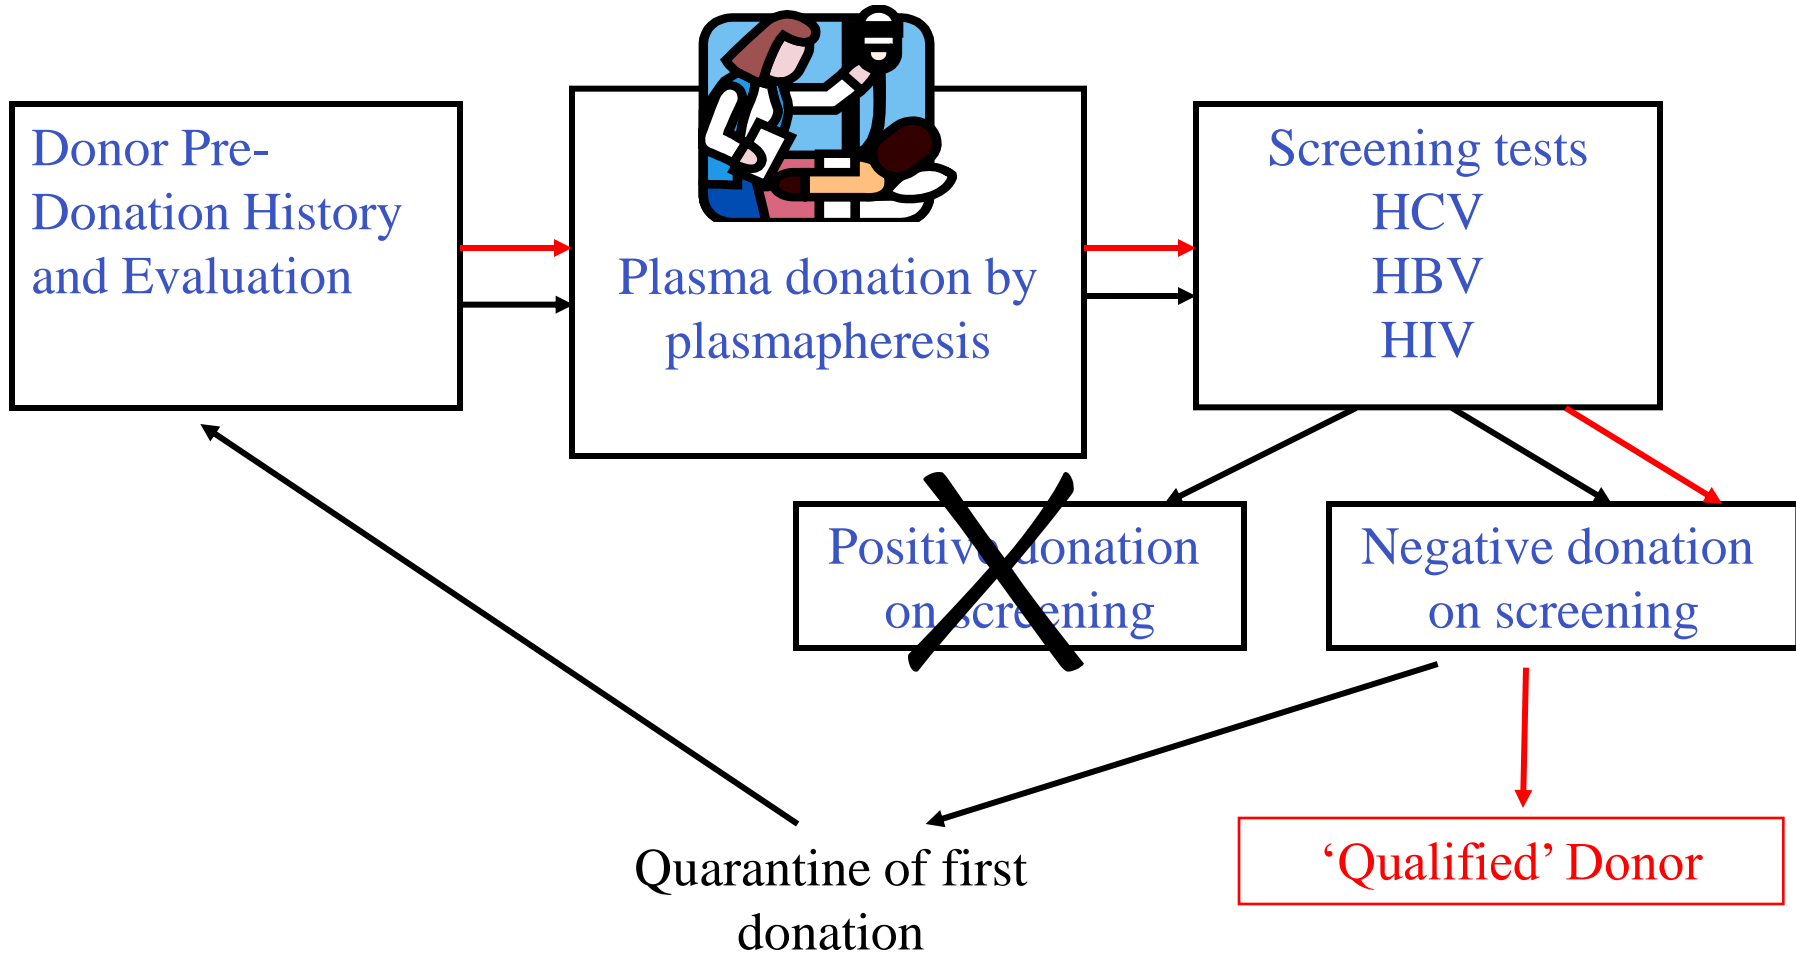 Donor Pre-
Donation History
and Evaluation
Plasma donation by
plasmapheresis
Screening tests
HCV
HBV
HIV
Positive donation
on screening
Negative donation
on screening
Quarantine of first
donation
‘Qualified’ Donor